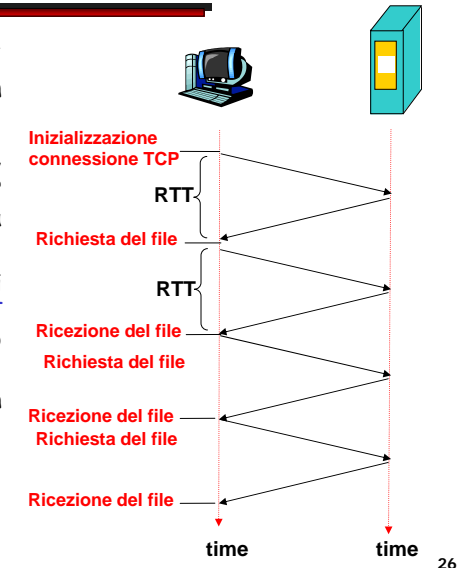 Inizializzazione
connessione TCP
RTT
Richiesta del file
RTT
Ricezione del file
Richiesta del file
Ricezione del file
Richiesta del file
Ricezione del file
time
time
26